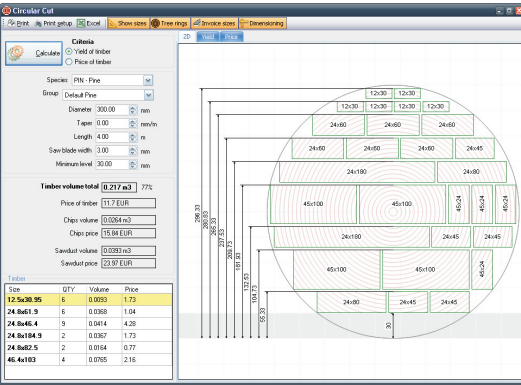 Circular Cut
Print Print setup Excel Show sizes Tree rings Invoice sizes Dimensioning
Criteria
Calculate Yield of timber
Price of timber
Species PIN - Pine
Group Default Pine
Diameter 300.00 mm
Taper 0.00 mm/m
Length 4.00 m
Saw blade width 3.00 mm
Minimum level 30.00 mm
Timber volume total 0.217 m3 77%
Price of timber 11.7 EUR
Chips volume 0.0264 m3
Chips price 15.84 EUR
Sawdust volume 0.0393 m3
Sawdust price 23.97 EUR
Timber
Size QTY Volume Price
12.5x30.95 6 0.0093 1.73
24.8x61.9 6 0.0368 1.04
24.8x46.4 9 0.0414 4.28
24.8x184.9 2 0.0367 1.73
24.8x82.5 2 0.0164 0.77
46.4x103 4 0.0765 2.16
2D Yield Price
12x30 12x30
12x30 12x30 12x30 12x30
24x60 24x60 24x60
24x60 24x60 24x60 24x45
24x180 24x80
45x100 45x100 45x24 45x24 45x24
24x180 24x45 24x45
45x100 45x100 45x24
24x80 24x45 24x45
296.33
280.83
265.33
237.53
209.73
181.93
132.53
104.73
55.33
30